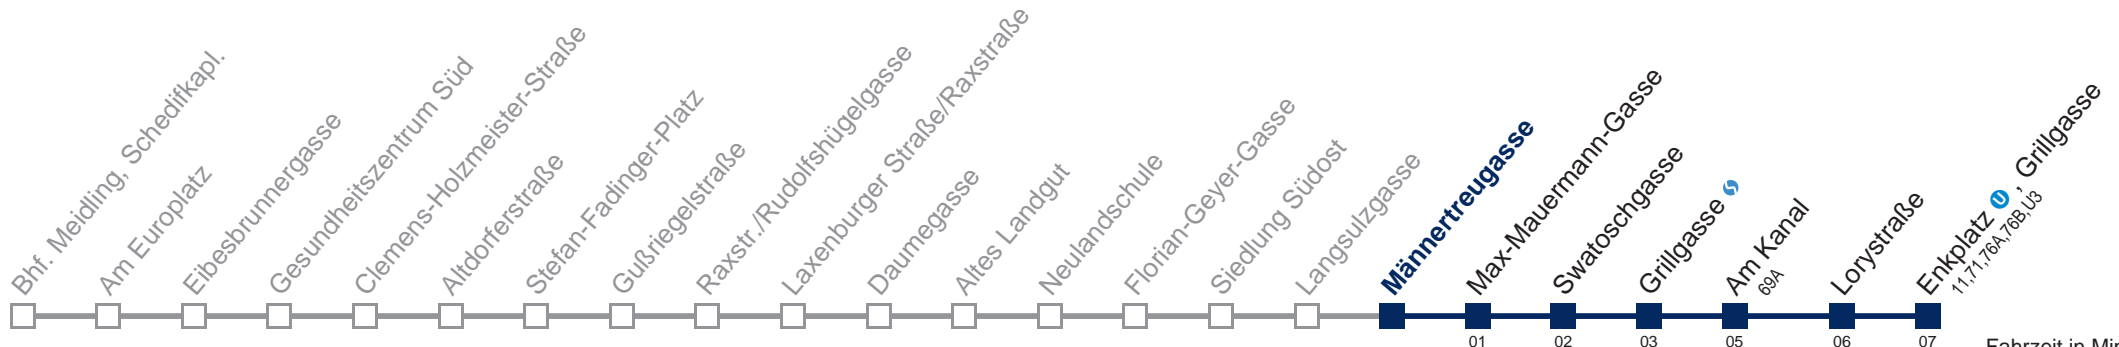 Bhf. Meidling, Schedifkapl.
Am Europlatz
Eibesbrunnergasse
Gesundheitszentrum Süd
Clemens-Holzmeister-Straße
Altdorferstraße
Stefan-Fadinger-Platz
Gußriegelstraße
Raxstr./Rudolfshügelgasse
Laxenburger Straße/Raxstraße
Daumegasse
Altes Landgut
Neulandschule
Florian-Geyer-Gasse
Siedlung Südost
Langsulzgasse
Männertreugasse
Max-Mauermann-Gasse
Swatoschgasse
Grillgasse
Am Kanal
69A
Lorystraße
Enkplatz U, Grillgasse
11,71,76A,76B,U3
01 02 03 05 06 07
Fahrzeit in